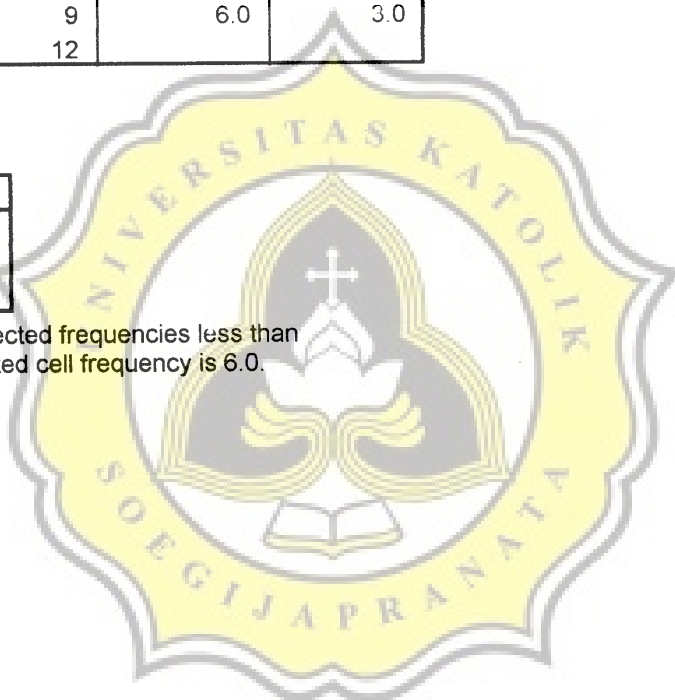 9 6.0 3.0
12
UNIVERSITAS KATOLIK
ected frequencies less than
ted cell frequency is 6.0.
SOEGIJAPRANATA